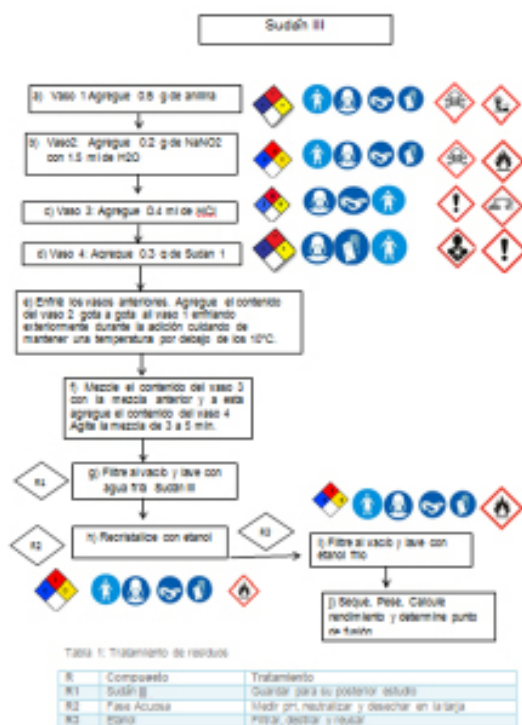 Sudán III
a) Vaso 1 Agregue 0.8 g de anilina
b) Vaso2. Agregue 0.2 g de NaNO2
con 1.5 ml de H2O
c) Vaso 3: Agregue 0.4 ml de HCl
d) Vaso 4: Agregue 0.3 g de Sudan 1
e) Enfrié los vasos anteriores. Agregue el contenido
del vaso 2 gota a gota al vaso 1 enfriando
exteriormente durante la adición cuidando de
mantener una temperatura por debajo de los 10°C.
f) Mezcle el contenido del vaso 3
con la mezcla anterior y a esta
agregue el contenido del vaso 4
Agite la mezcla de 3 a 5 min.
R1
g) Filtre al vacío y lave con
agua fría Sudán III
R2
h) Recristalice con etanol
R3
i) Filtre al vacío y lave con
etanol frio
j) Seque, Pese, Calcule
rendimiento y determine punto
de fusión
Tabla 1: Tratamiento de residuos
R Compuesto Tratamiento
R1 Sudán III Guardar para su posterior estudio
R2 Fase Acuosa Medir pH, neutralizar y desechar en la tarja
R3 Etanol Filtrar, destilar y reusar